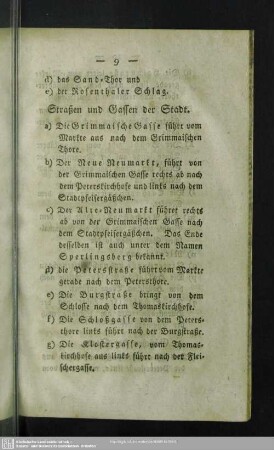 — 9 —
d) das Sand-Thor und
e) der Rosenthaler Schlag.
Straßen und Gassen der Stadt.
a) Die Grimmaische Gasse führt vom
Markte aus nach dem Grimmaischen
Thore.
b) Der Neue Neumarkt, führt von
der Grimmaischen Gasse rechts ab nach
dem Peterskirchhofe und links nach dem
Stadtpfeifergäßchen.
c) Der Alte-Neumarkt führet rechts
ab von der Grimmaischen Gasse nach
dem Stadtpfeifergäßchen. Das Ende
desselben ist auch unter dem Namen
Sperlingsberg bekannt.
d) die Petersstraße führt vom Markte
gerade nach dem Petersthore.
e) Die Burgstraße bringt von dem
Schlosse nach dem Thomaskirchhofe.
f) Die Schloßgasse von dem Peters-
thore links führt nach der Burgstraße.
g) Die Klostergasse, vom Thomas-
kirchhofe aus links führt nach der Flei-
schergasse.